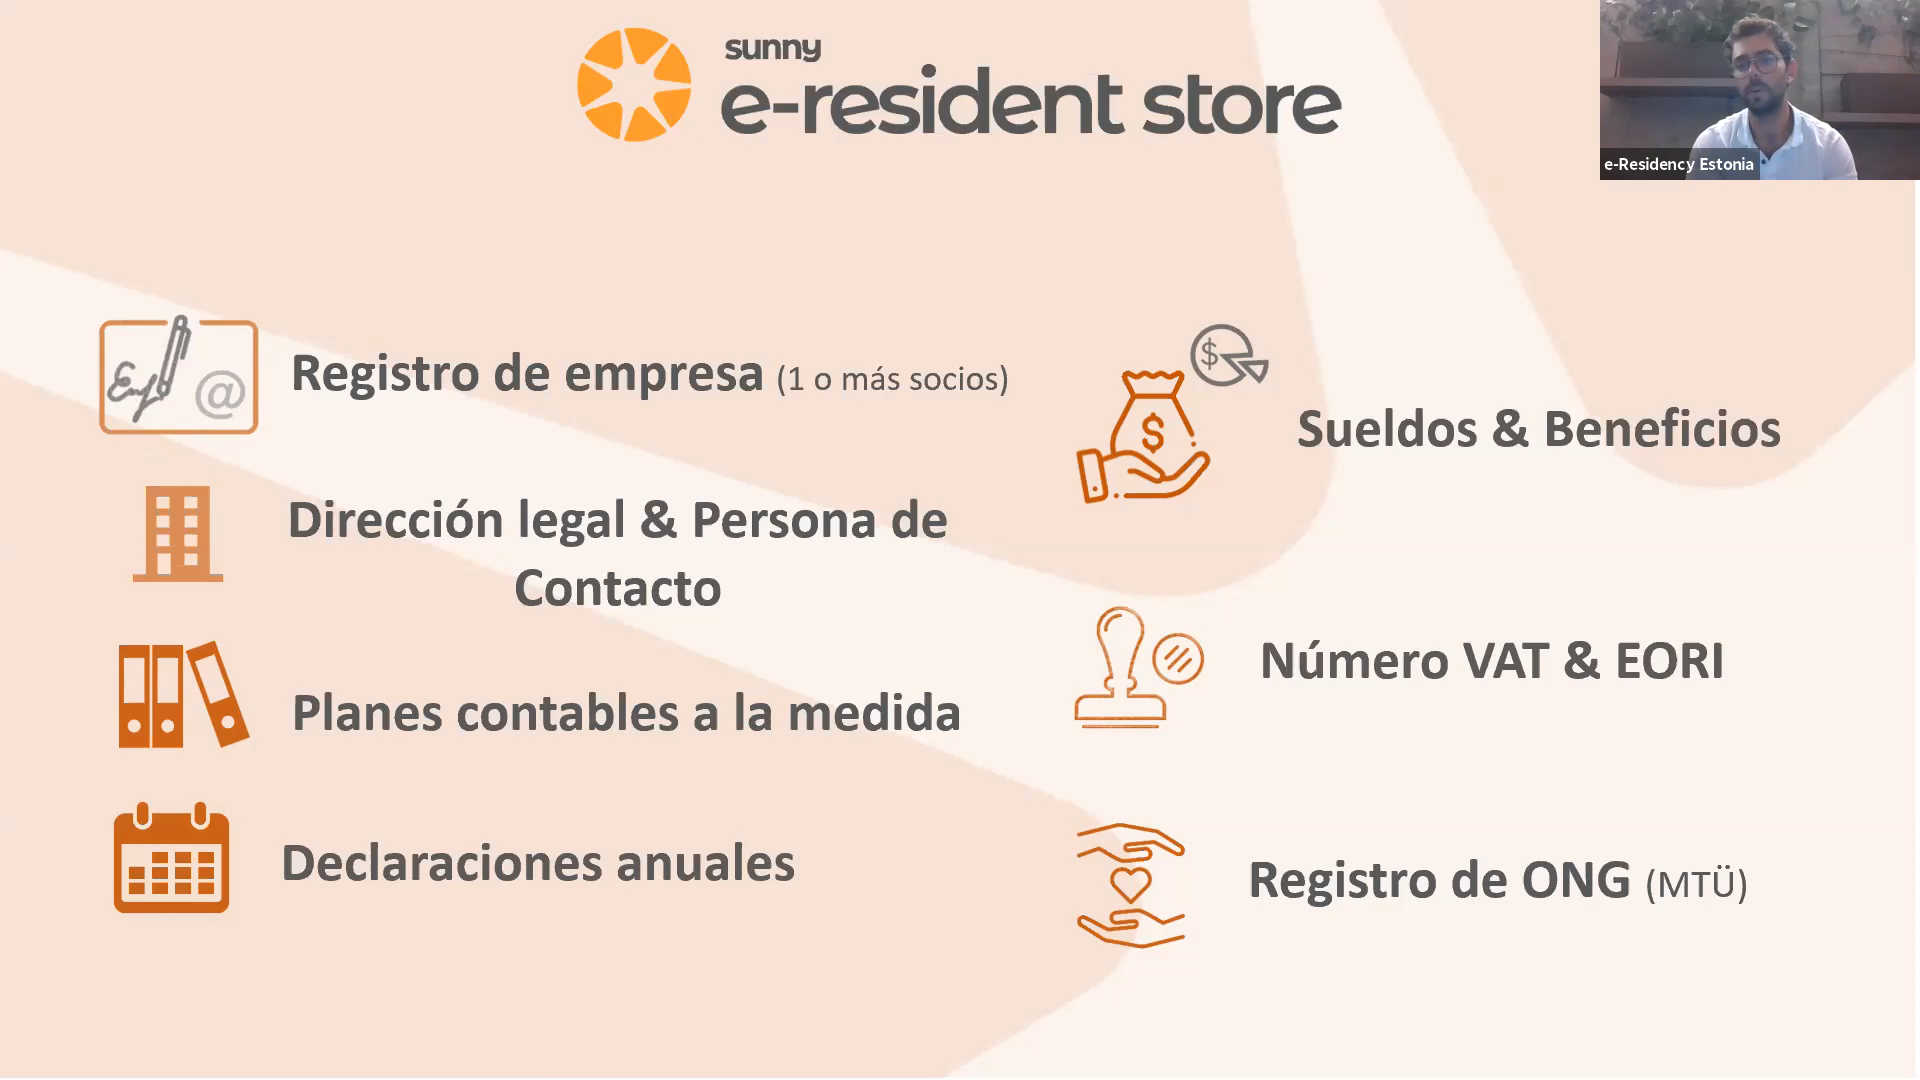 sunny
e-resident store
e-Residency Estonia
Registro de empresa (1 o más socios)
Dirección legal & Persona de
Contacto
Planes contables a la medida
Declaraciones anuales
Sueldos & Beneficios
Número VAT & EORI
Registro de ONG (MTÜ)